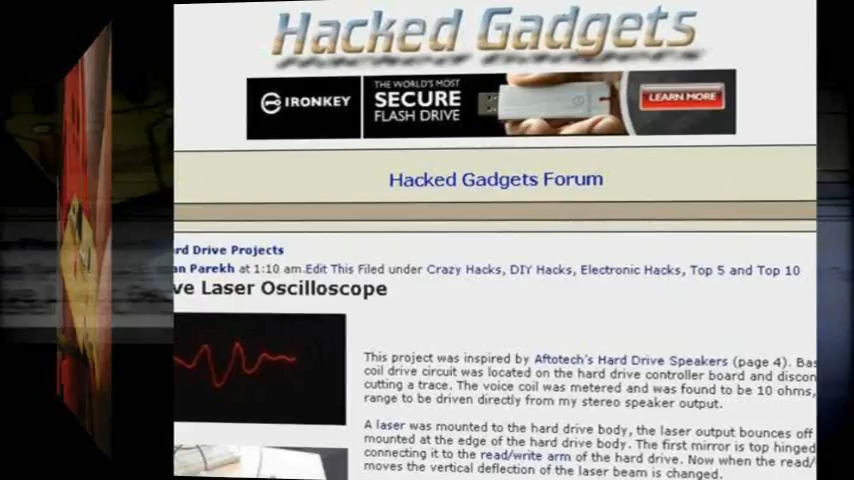 Hacked Gadgets
IRONKEY
THE WORLD'S MOST
SECURE
FLASH DRIVE
LEARN MORE
Hacked Gadgets Forum
rd Drive Projects
an Parekh at 1:10 am.Edit This Filed under Crazy Hacks, DIY Hacks, Electronic Hacks, Top 5 and Top 10
ve Laser Oscilloscope
This project was inspired by Aftotech's Hard Drive Speakers (page 4). Bas
coil drive circuit was located on the hard drive controller board and discon
cutting a trace. The voice coil was metered and was found to be 10 ohms,
range to be driven directly from my stereo speaker output.
A laser was mounted to the hard drive body, the laser output bounces off
mounted at the edge of the hard drive body. The first mirror is top hinged
connecting it to the read/write arm of the hard drive. Now when the read/
moves the vertical deflection of the laser beam is changed.